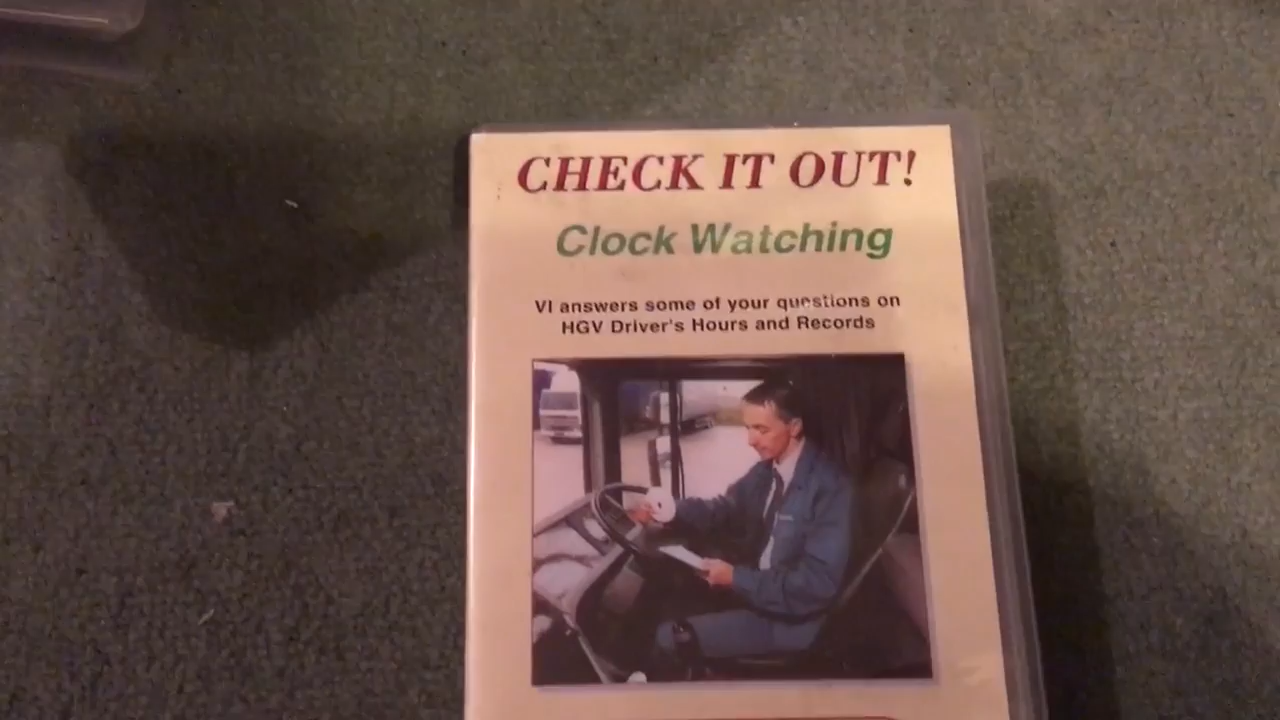 CHECK IT OUT!
Clock Watching
VI answers some of your questions on
HGV Driver's Hours and Records